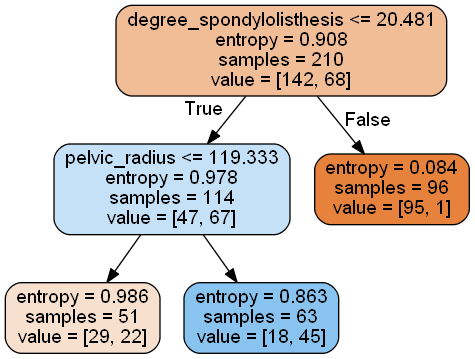 degree_spondylolisthesis <= 20.481
entropy = 0.908
samples = 210
value = [142, 68]
True
False
pelvic_radius <= 119.333
entropy = 0.978
samples = 114
value = [47, 67]
entropy = 0.084
samples = 96
value = [95, 1]
entropy = 0.986
samples = 51
value = [29, 22]
entropy = 0.863
samples = 63
value = [18, 45]